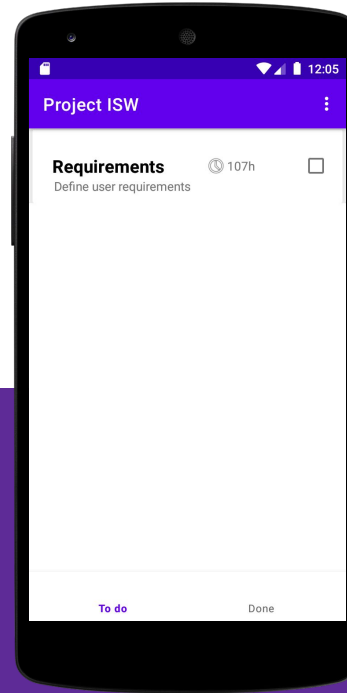 12:05
Project ISW
Requirements 107h
Define user requirements
To do Done